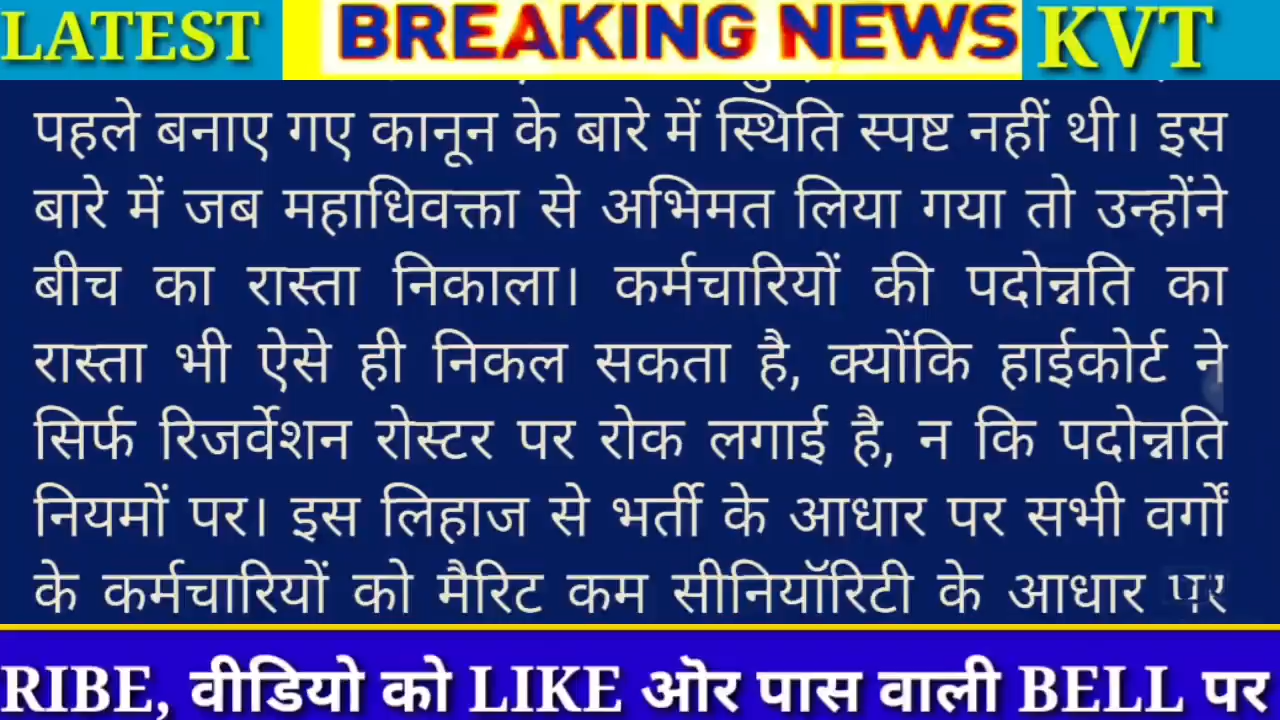 LATEST BREAKING NEWS KVT
पहले बनाए गए कानून के बारे में स्थिति स्पष्ट नहीं थी। इस
बारे में जब महाधिवक्ता से अभिमत लिया गया तो उन्होंने
बीच का रास्ता निकाला। कर्मचारियों की पदोन्नति का
रास्ता भी ऐसे ही निकल सकता है, क्योंकि हाईकोर्ट ने
सिर्फ रिजर्वेशन रोस्टर पर रोक लगाई है, न कि पदोन्नति
नियमों पर। इस लिहाज से भर्ती के आधार पर सभी वर्गों
के कर्मचारियों को मैरिट कम सीनियॉरिटी के आधार पर
RIBE, वीडियो को LIKE ऒर पास वाली BELL पर